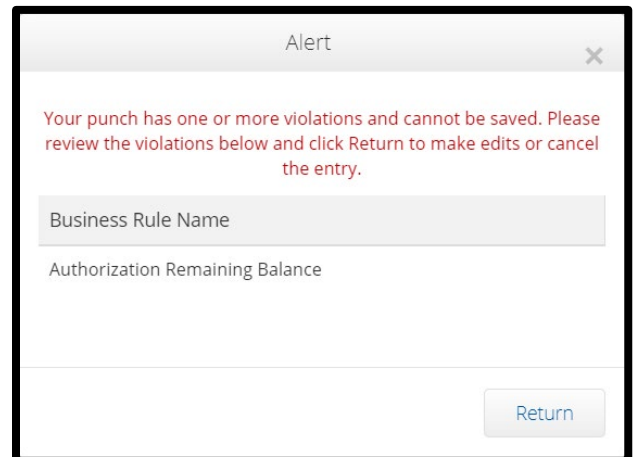 Alert
Your punch has one or more violations and cannot be saved. Please
review the violations below and click Return to make edits or cancel
the entry.
Business Rule Name
Authorization Remaining Balance
Return